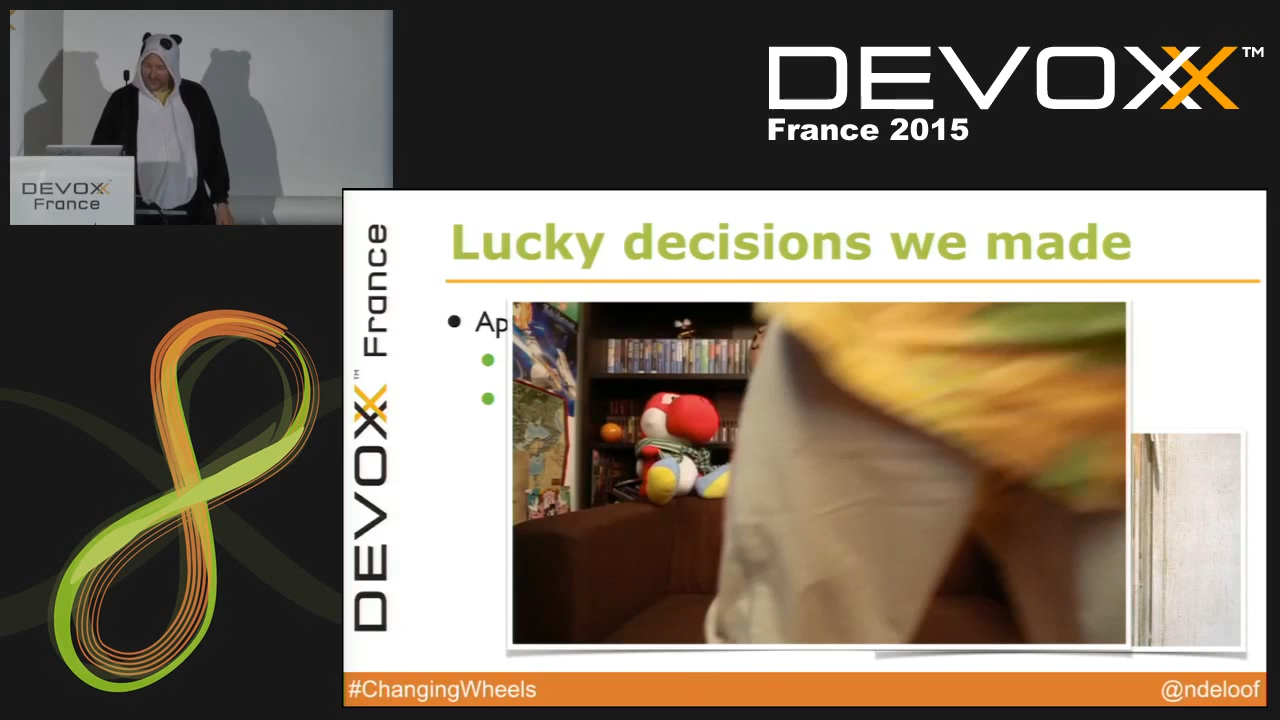 DEVOXX™
France 2015
DEVOXX
France
DEVOXX™ France
Lucky decisions we made
Ap
#ChangingWheels
@ndeloof